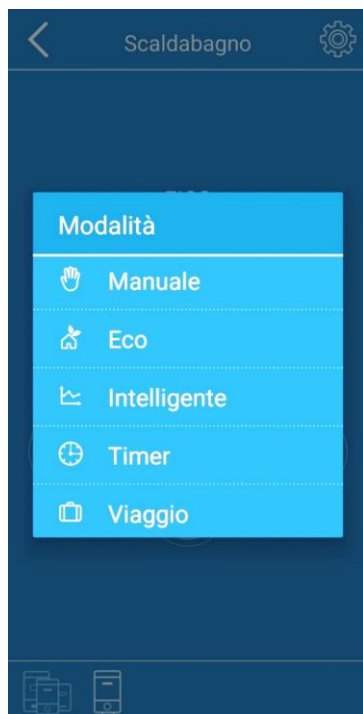 Scaldabagno
Modalità
Manuale
Eco
Intelligente
Timer
Viaggio